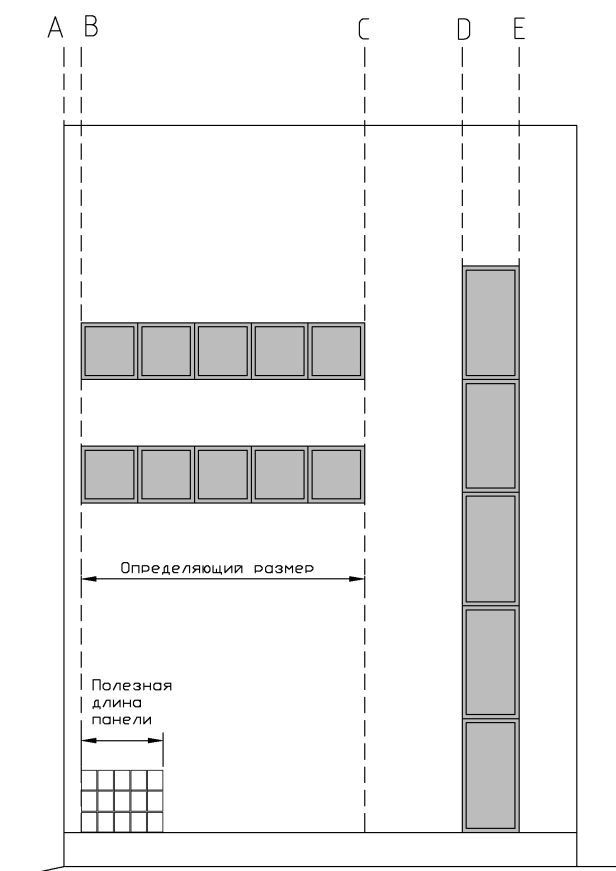 A B C D E
Определяющий размер
Полезная
длина
панели